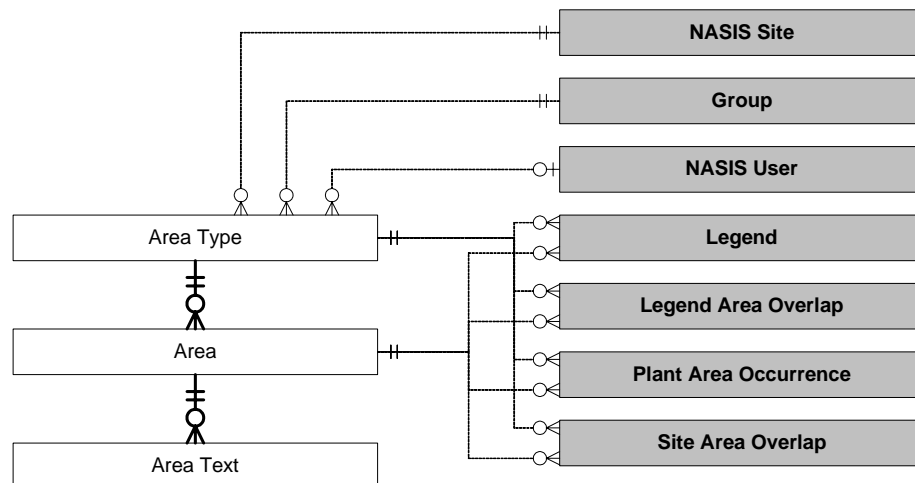 NASIS Site
Group
NASIS User
Area Type
Legend
Legend Area Overlap
Area
Plant Area Occurrence
Site Area Overlap
Area Text